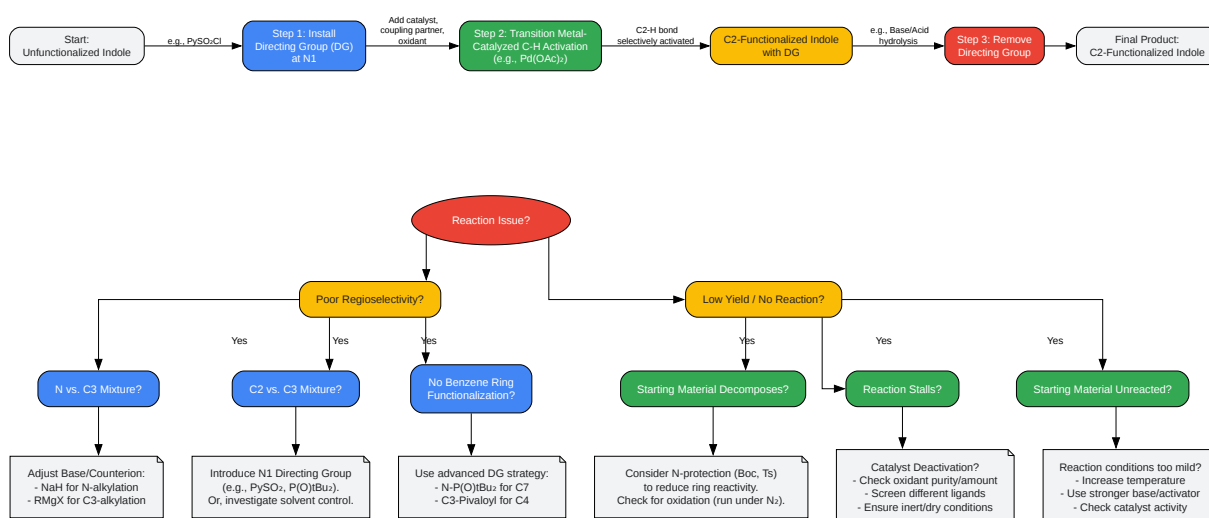 Start:
Unfunctionalized Indole
e.g., PySO₂Cl
Step 1: Install
Directing Group (DG)
at N1
Add catalyst,
coupling partner,
oxidant
Step 2: Transition Metal-
Catalyzed C-H Activation
(e.g., Pd(OAc)₂)
C2-H bond
selectively activated
C2-Functionalized Indole
with DG
e.g., Base/Acid
hydrolysis
Step 3: Remove
Directing Group
Final Product:
C2-Functionalized Indole
Reaction Issue?
Poor Regioselectivity?
Low Yield / No Reaction?
Yes
Yes
Yes
Yes
Yes
Yes
N vs. C3 Mixture?
C2 vs. C3 Mixture?
No Benzene Ring
Functionalization?
Starting Material Decomposes?
Reaction Stalls?
Starting Material Unreacted?
Adjust Base/Counterion:
- NaH for N-alkylation
- RMgX for C3-alkylation
Introduce N1 Directing Group
(e.g., PySO₂, P(O)tBu₂).
Or, investigate solvent control.
Use advanced DG strategy:
- N-P(O)tBu₂ for C7
- C3-Pivaloyl for C4
Consider N-protection (Boc, Ts)
to reduce ring reactivity.
Check for oxidation (run under N₂).
Catalyst Deactivation?
- Check oxidant purity/amount
- Screen different ligands
- Ensure inert/dry conditions
Reaction conditions too mild?
- Increase temperature
- Use stronger base/activator
- Check catalyst activity